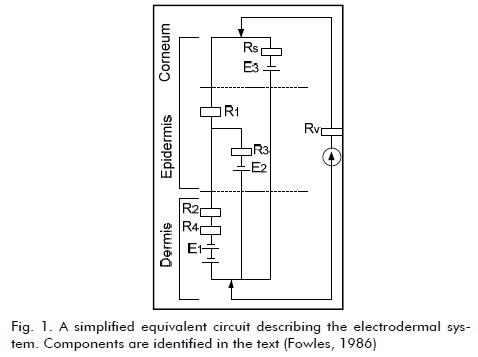 Corneum
Rs
E3
Epidermis
R1
Rv
R3
E2
Dermis
R2
R4
E1
Fig. 1. A simplified equivalent circuit describing the electrodermal sys-
tem. Components are identified in the text (Fowles, 1986)